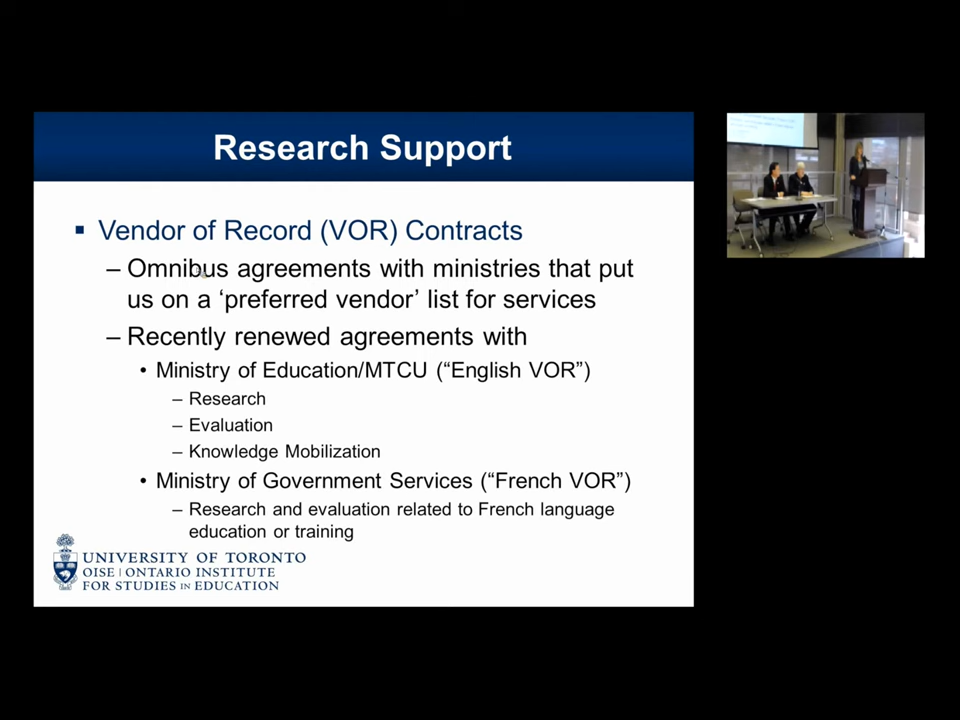 Research Support
▪ Vendor of Record (VOR) Contracts
– Omnibus agreements with ministries that put
us on a ‘preferred vendor’ list for services
– Recently renewed agreements with
• Ministry of Education/MTCU (“English VOR”)
– Research
– Evaluation
– Knowledge Mobilization
• Ministry of Government Services (“French VOR”)
– Research and evaluation related to French language
education or training
UNIVERSITY OF TORONTO
OISE | ONTARIO INSTITUTE
FOR STUDIES IN EDUCATION